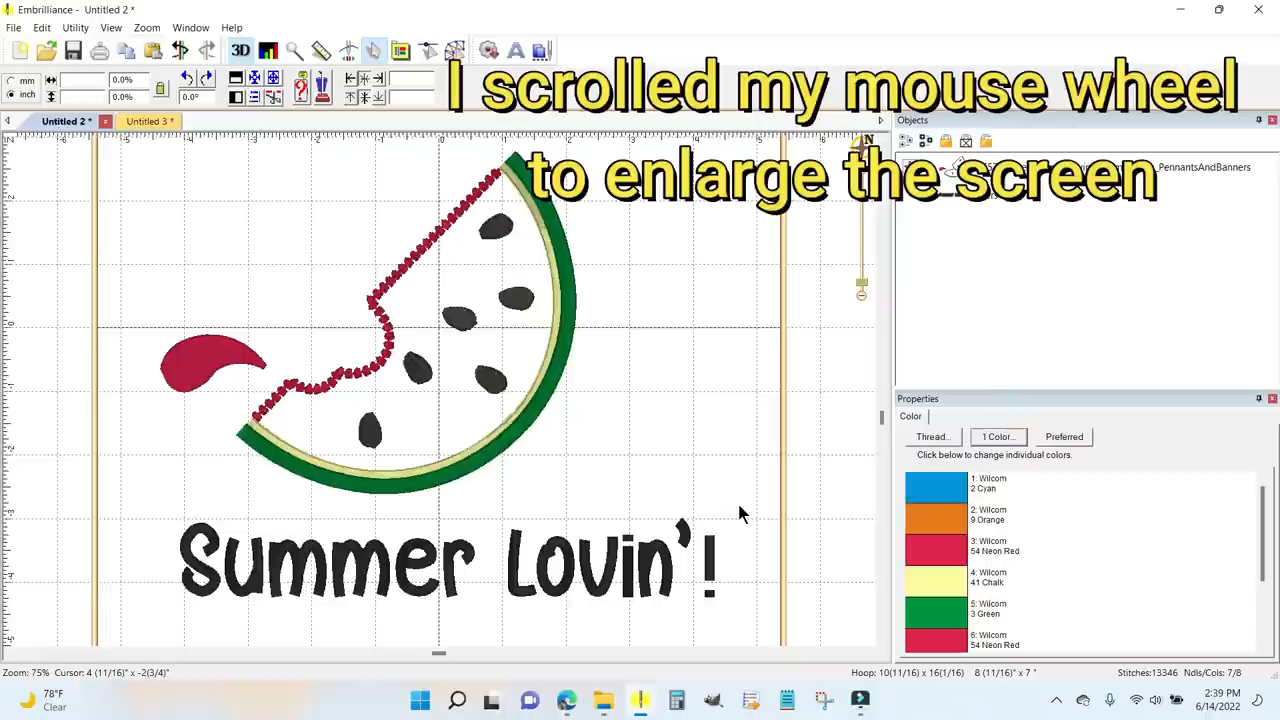 Embrilliance - Untitled 2 *
File Edit Utility View Zoom Window Help
3D
mm
inch
0.0%
0.0%
0.0°
I scrolled my mouse wheel
to enlarge the screen
Untitled 2 *
Untitled 3 *
Objects
PennantsAndBanners
N
Summer Lovin'!
Properties
Color
Thread...
1 Color...
Preferred
Click below to change individual colors.
1: Wilcom
2 Cyan
2: Wilcom
9 Orange
3: Wilcom
54 Neon Red
4: Wilcom
41 Chalk
5: Wilcom
3 Green
6: Wilcom
54 Neon Red
Zoom: 75% Cursor: 4 (11/16)" x -2(3/4)"
Hoop: 10(11/16) x 16(1/16) 8 (11/16)" x 7 "
Stitches:13346 Ndls/Cols: 7/8
78°F
Clear
2:39 PM
6/14/2022